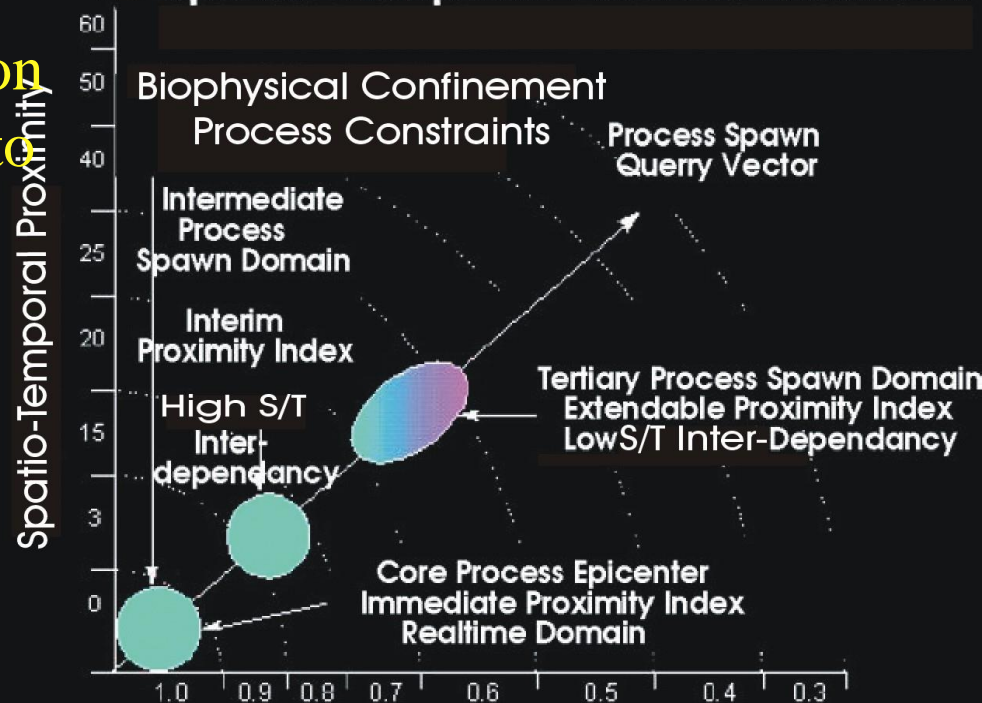 60
50
40
25
20
15
3
0
on
to
Spatio-Temporal Proximity
Biophysical Confinement
Process Constraints
Process Spawn
Querry Vector
Intermediate
Process
Spawn Domain
Interim
Proximity Index
High S/T
Inter-
dependancy
Tertiary Process Spawn Domain
Extendable Proximity Index
LowS/T Inter-Dependancy
Core Process Epicenter
Immediate Proximity Index
Realtime Domain
1.0 0.9 0.8 0.7 0.6 0.5 0.4 0.3